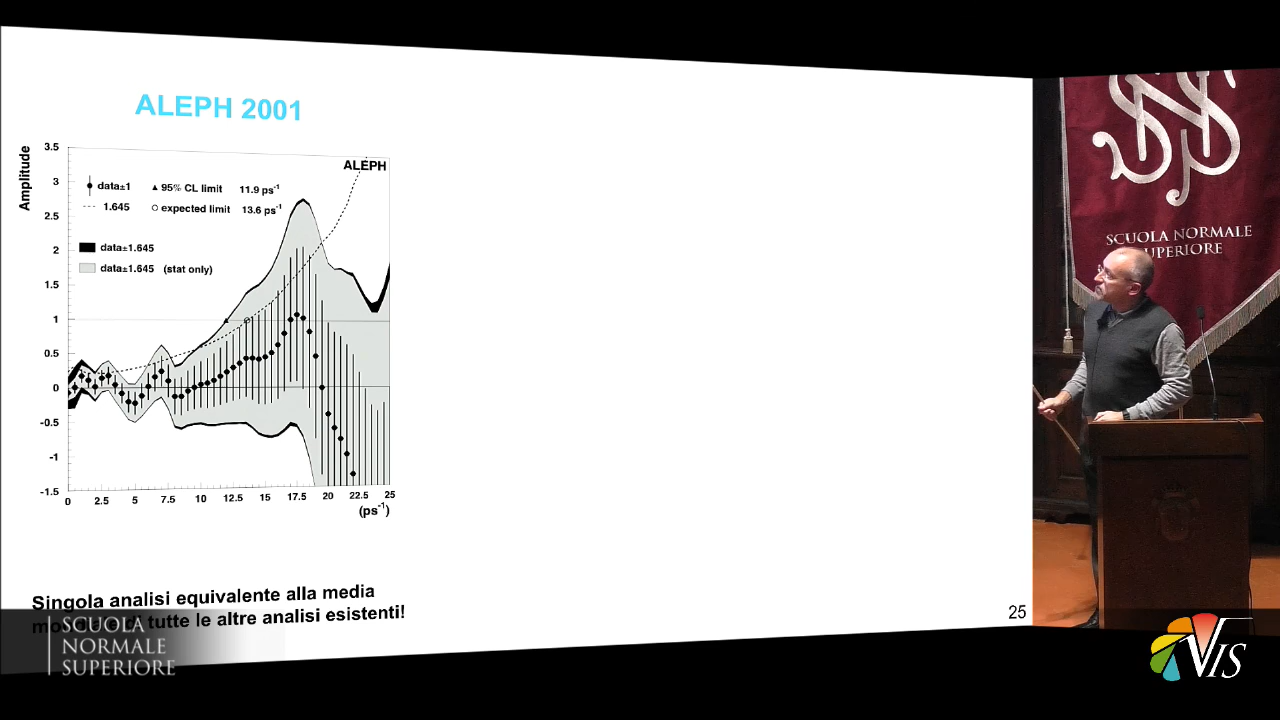 ALEPH 2001
Amplitude
3.5
3
2.5
2
1.5
1
0.5
0
-0.5
-1
-1.5
ALEPH
data±1
▲ 95% CL limit 11.9 ps-1
1.645
expected limit 13.6 ps-1
data±1.645
data±1.645 (stat only)
0 2.5 5 7.5 10 12.5 15 17.5 20 22.5 25
(ps-1)
Singola analisi equivalente alla media
tutte le altre analisi esistenti!
25
SNS
SCUOLA NORMALE
SUPERIORE
SCUOLA
NORMALE
SUPERIORE
VIS